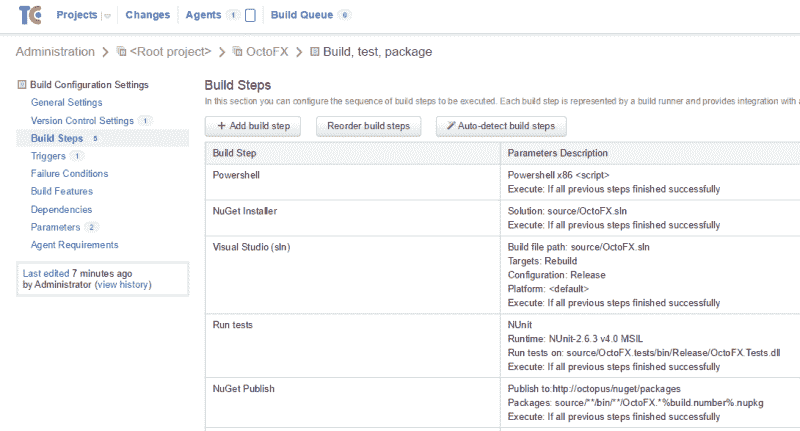 TC Projects Changes Agents 1 Build Queue 0
Administration > <Root project> > OctoFX > Build, test, package
Build Configuration Settings
General Settings
Version Control Settings 1
Build Steps 5
Triggers 1
Failure Conditions
Build Features
Dependencies
Parameters 2
Agent Requirements
Last edited 7 minutes ago
by Administrator (view history)
Build Steps
In this section you can configure the sequence of build steps to be executed. Each build step is represented by a build runner and provides integration with
+ Add build step Reorder build steps Auto-detect build steps
Build Step Parameters Description
Powershell Powershell x86 <script>
Execute: If all previous steps finished successfully
NuGet Installer Solution: source/OctoFX.sln
Execute: If all previous steps finished successfully
Visual Studio (sln) Build file path: source/OctoFX.sln
Targets: Rebuild
Configuration: Release
Platform: <default>
Execute: If all previous steps finished successfully
Run tests NUnit
Runtime: NUnit-2.6.3 v4.0 MSIL
Run tests on: source/OctoFX.tests/bin/Release/OctoFX.Tests.dll
Execute: If all previous steps finished successfully
NuGet Publish Publish to:http://octopus/nuget/packages
Packages: source/**/bin/**/OctoFX.*%build.number%.nupkg
Execute: If all previous steps finished successfully